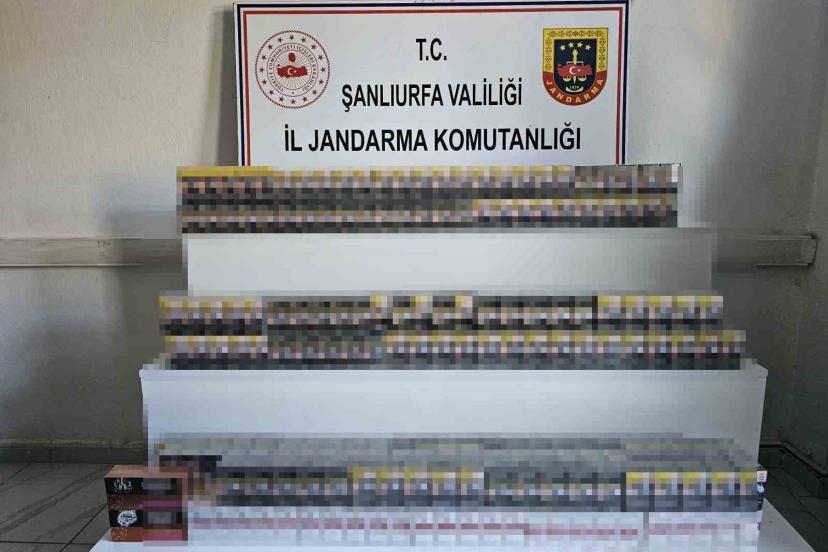 T.C.
ŞANLIURFA VALİLİĞİ
İL JANDARMA KOMUTANLIĞI
JANDARMA